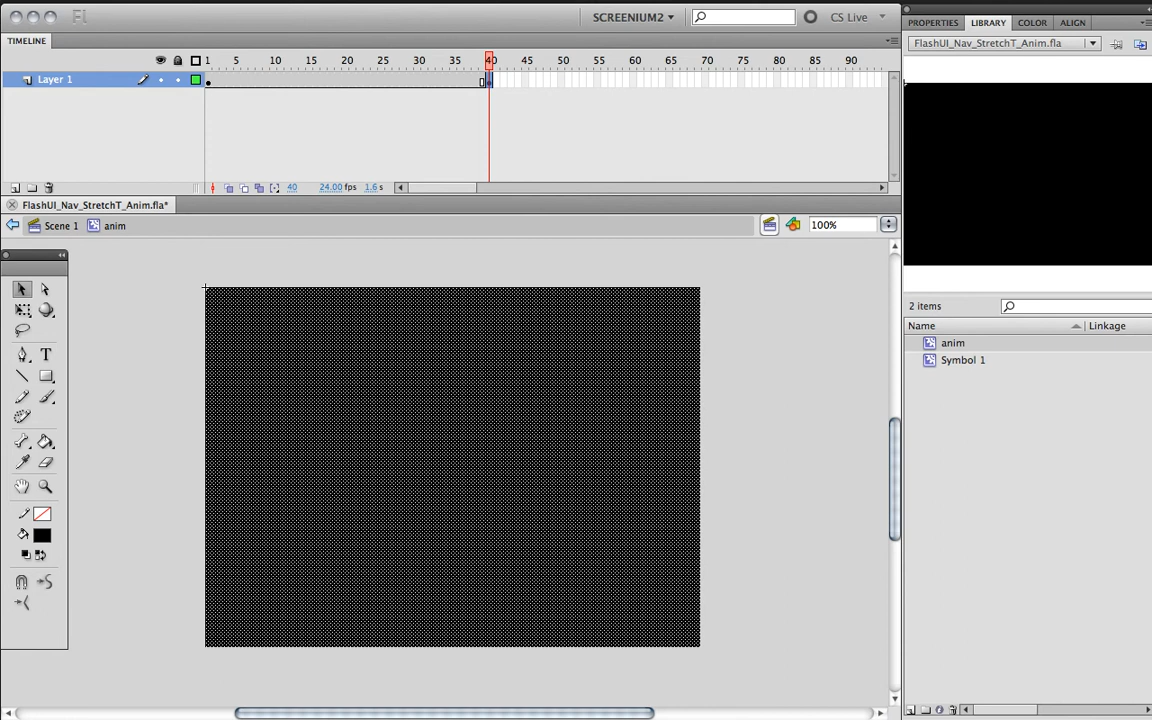 Fl SCREENIUM2 CS Live
PROPERTIES LIBRARY COLOR ALIGN
TIMELINE
FlashUI_Nav_StretchT_Anim.fla
1 5 10 15 20 25 30 35 40 45 50 55 60 65 70 75 80 85 90
Layer 1
40 24.00 fps 1.6 s
FlashUI_Nav_StretchT_Anim.fla*
Scene 1 anim 100%
2 items
Name Linkage
anim
Symbol 1